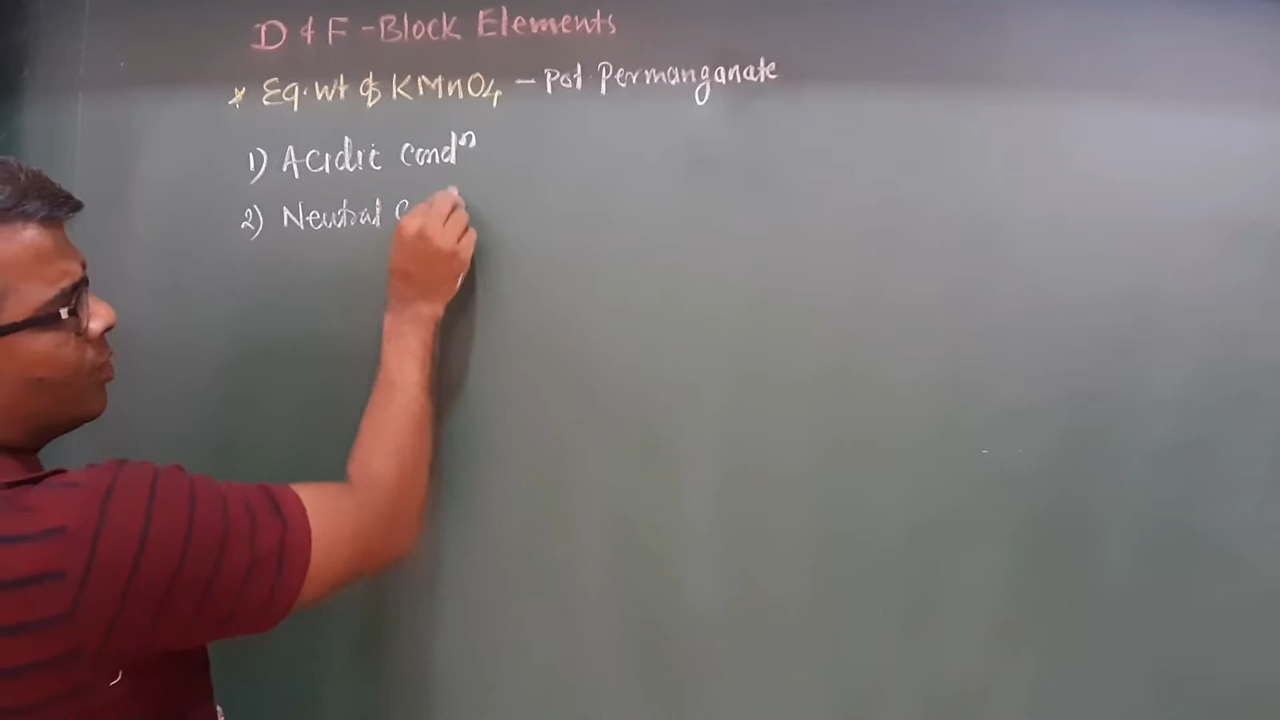 D & F - Block Elements
* Eq. wt of KMnO4 - Pot. Permanganate
1) Acidic condn
2) Neutral